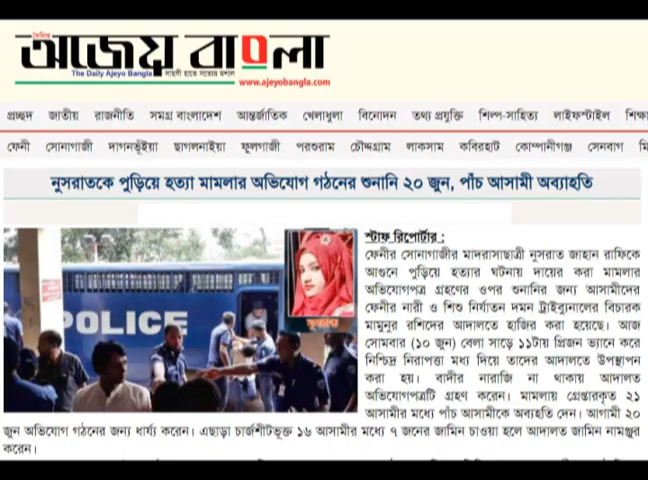 দৈনিক
অজেয় বাংলা
The Daily Ajeyo Bangla সাহসী হাতে সত্যের মশাল
www.ajeyobangla.com
প্রচ্ছদ জাতীয় রাজনীতি সমগ্র বাংলাদেশ আন্তর্জাতিক খেলাধুলা বিনোদন তথ্য প্রযুক্তি শিল্প-সাহিত্য লাইফস্টাইল শিক্ষা
ফেনী সোনাগাজী দাগনভূঁইয়া ছাগলনাইয়া ফুলগাজী পরশুরাম চৌদ্দগ্রাম লাকসাম কবিরহাট কোম্পানীগঞ্জ সেনবাগ
নুসরাতকে পুড়িয়ে হত্যা মামলার অভিযোগ গঠনের শুনানি ২০ জুন, পাঁচ আসামী অব্যাহতি
POLICE
স্টাফ রিপোর্টার :
ফেনীর সোনাগাজীর মাদরাসাছাত্রী নুসরাত জাহান রাফিকে
আগুনে পুড়িয়ে হত্যার ঘটনায় দায়ের করা মামলার
অভিযোগপত্র গ্রহণের ওপর শুনানির জন্য আসামীদের
ফেনীর নারী ও শিশু নির্যাতন দমন ট্রাইব্যুনালের বিচারক
মামুনুর রশিদের আদালতে হাজির করা হয়েছে। আজ
সোমবার (১০ জুন) বেলা সাড়ে ১১টায় প্রিজন ভ্যানে করে
নিশ্চিদ্র নিরাপত্তা মধ্য দিয়ে তাদের আদালতে উপস্থাপন
করা হয়। বাদীর নারাজি না থাকায় আদালত
অভিযোগপত্রটি গ্রহণ করেন। মামলায় গ্রেপ্তারকৃত ২১
আসামীর মধ্যে পাঁচ আসামীকে অব্যহতি দেন। আগামী ২০
জুন অভিযোগ গঠনের জন্য ধার্য্য করেন। এছাড়া চার্জশীটভূক্ত ১৬ আসামীর মধ্যে ৭ জনের জামিন চাওয়া হলে আদালত জামিন নামঞ্জুর
করেন।